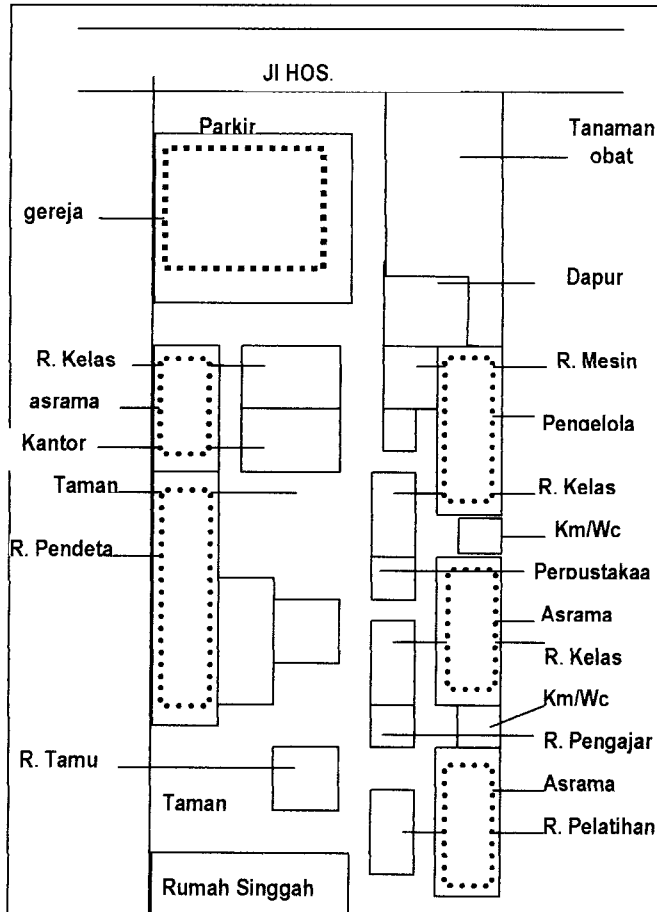 Jl HOS.
Parkir
Tanaman
obat
gereja
Dapur
R. Kelas
R. Mesin
asrama
Pengelola
Kantor
Taman
R. Kelas
R. Pendeta
Km/Wc
Perpustakaa
Asrama
R. Kelas
Km/Wc
R. Pengajar
R. Tamu
Asrama
Taman
R. Pelatihan
Rumah Singgah